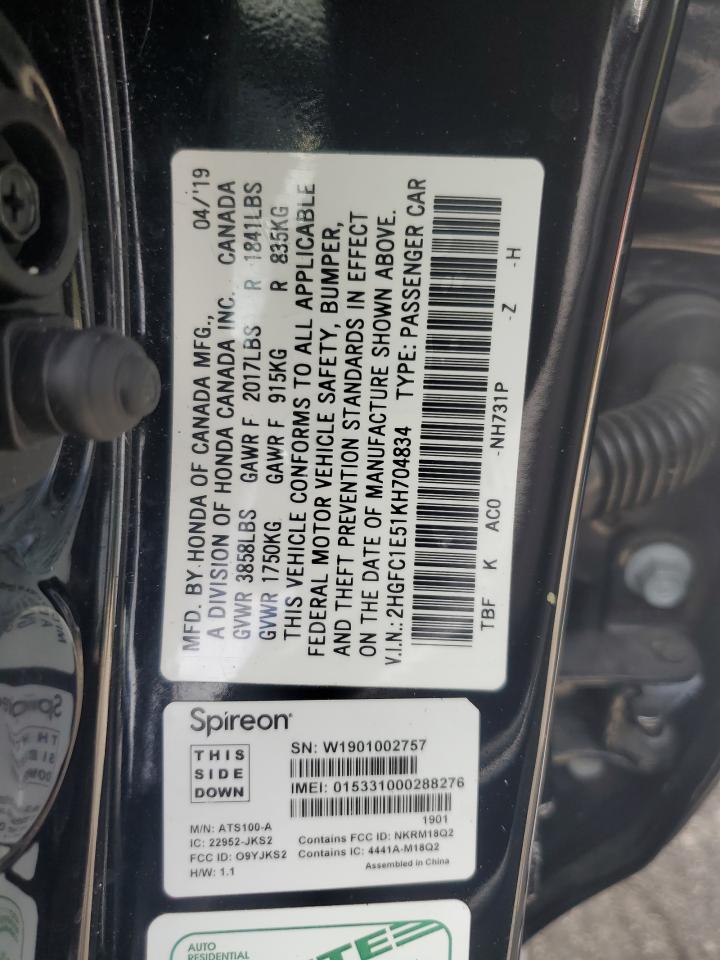 MFD. BY HONDA OF CANADA MFG., 04/'19
A DIVISION OF HONDA CANADA INC. CANADA
GVWR 3858LBS GAWR F 2017LBS R 1841LBS
GVWR 1750KG GAWR F 915KG R 835KG
THIS VEHICLE CONFORMS TO ALL APPLICABLE
FEDERAL MOTOR VEHICLE SAFETY, BUMPER,
AND THEFT PREVENTION STANDARDS IN EFFECT
ON THE DATE OF MANUFACTURE SHOWN ABOVE.
V.I.N.: 2HGFC1E51KH704834 TYPE: PASSENGER CAR
TBF K AC0 -NH731P -Z -H
Spireon
THIS
SIDE
DOWN
SN: W1901002757
IMEI: 015331000288276
1901
M/N: ATS100-A
IC: 22952-JKS2
FCC ID: O9YJKS2
H/W: 1.1
Contains FCC ID: NKRM18Q2
Contains IC: 4441A-M18Q2
Assembled in China
AUTO
RESIDENTIAL